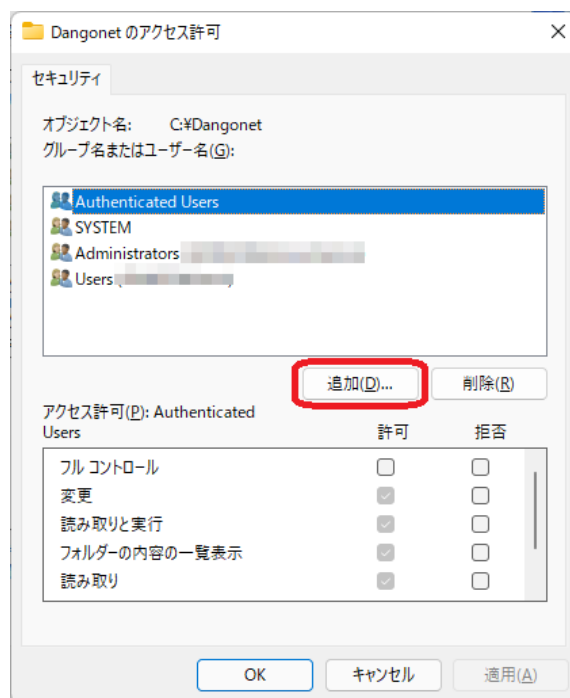 Dangonet のアクセス許可
セキュリティ
オブジェクト名: C:¥Dangonet
グループ名またはユーザー名(G):
Authenticated Users
SYSTEM
Administrators
Users (
追加(D)... 削除(R)
アクセス許可(P): Authenticated
Users 許可 拒否
フル コントロール
変更
読み取りと実行
フォルダーの内容の一覧表示
読み取り
OK キャンセル 適用(A)